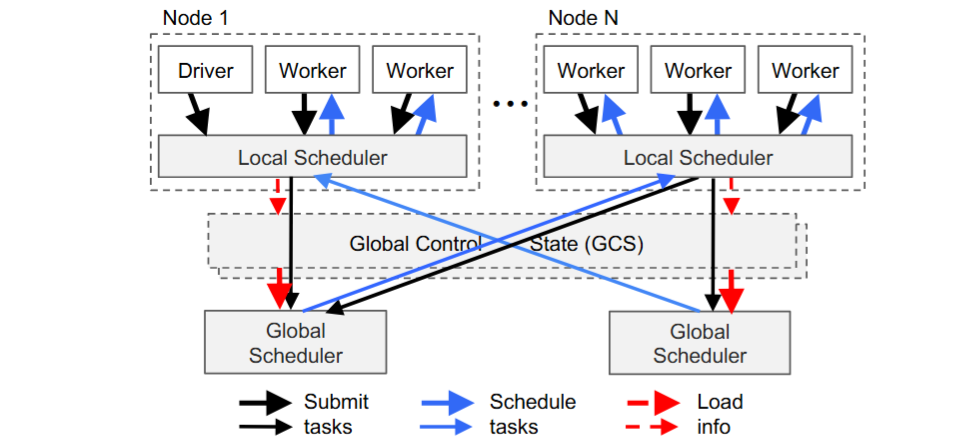 Node 1
Node N
Driver
Worker
Worker
Worker
Worker
Worker
Local Scheduler
Local Scheduler
Global Control State (GCS)
Global
Scheduler
Global
Scheduler
Submit
tasks
Schedule
tasks
Load
info